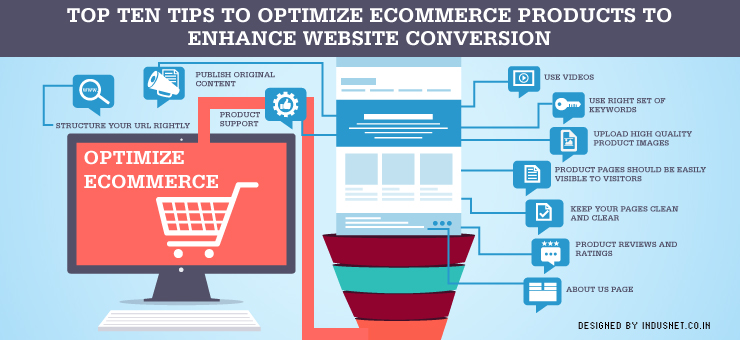 TOP TEN TIPS TO OPTIMIZE ECOMMERCE PRODUCTS TO
ENHANCE WEBSITE CONVERSION
WWW
PUBLISH ORIGINAL
CONTENT
STRUCTURE YOUR URL RIGHTLY
PRODUCT
SUPPORT
OPTIMIZE
ECOMMERCE
USE VIDEOS
USE RIGHT SET OF
KEYWORDS
UPLOAD HIGH QUALITY
PRODUCT IMAGES
PRODUCT PAGES SHOULD BE EASILY
VISIBLE TO VISITORS
KEEP YOUR PAGES CLEAN
AND CLEAR
PRODUCT REVIEWS AND
RATINGS
ABOUT US PAGE
DESIGNED BY INDUSNET.CO.IN